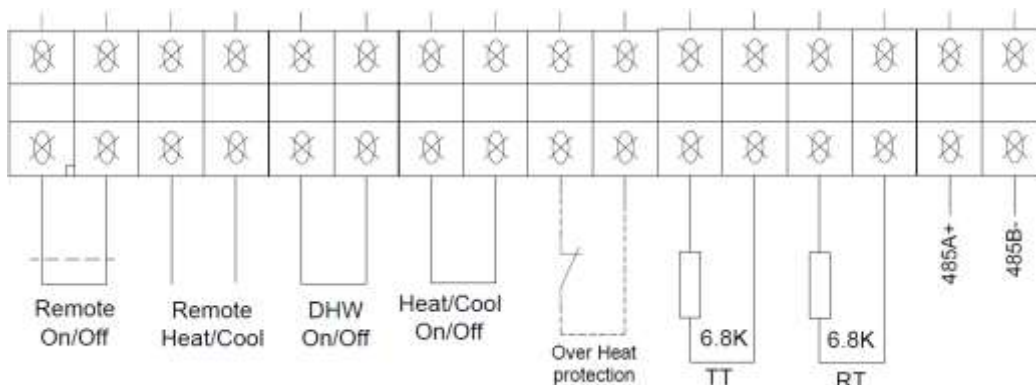 Remote
On/Off
Remote
Heat/Cool
DHW
On/Off
Heat/Cool
On/Off
Over Heat
protection
6.8K
TT
6.8K
RT
485A+
485B-